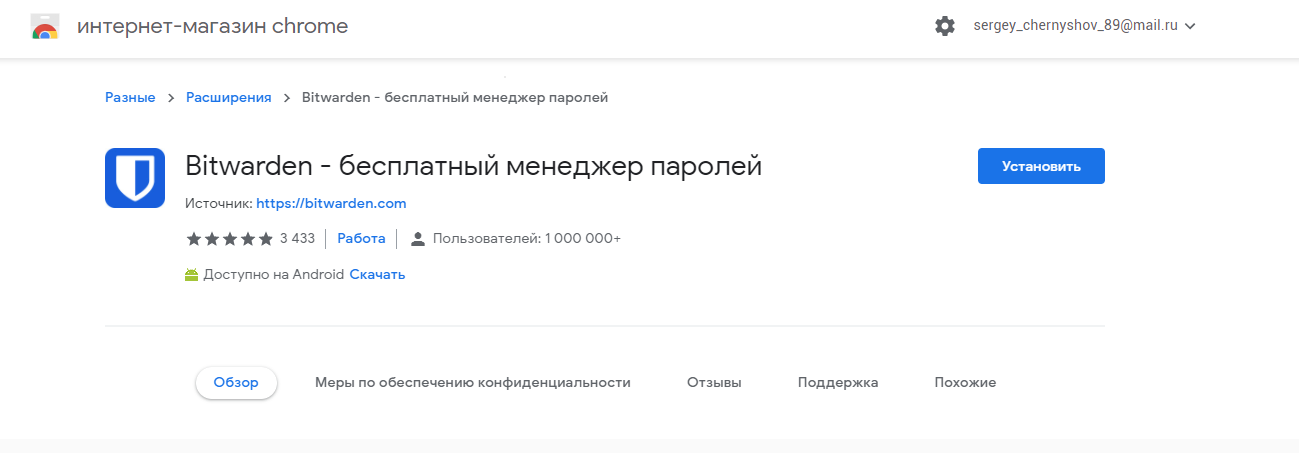 интернет-магазин chrome
sergey_chernyshov_89@mail.ru
Разные > Расширения > Bitwarden - бесплатный менеджер паролей
Bitwarden - бесплатный менеджер паролей
Установить
Источник: https://bitwarden.com
3 433 | Работа | Пользователей: 1 000 000+
Доступно на Android Скачать
Обзор Меры по обеспечению конфиденциальности Отзывы Поддержка Похожие